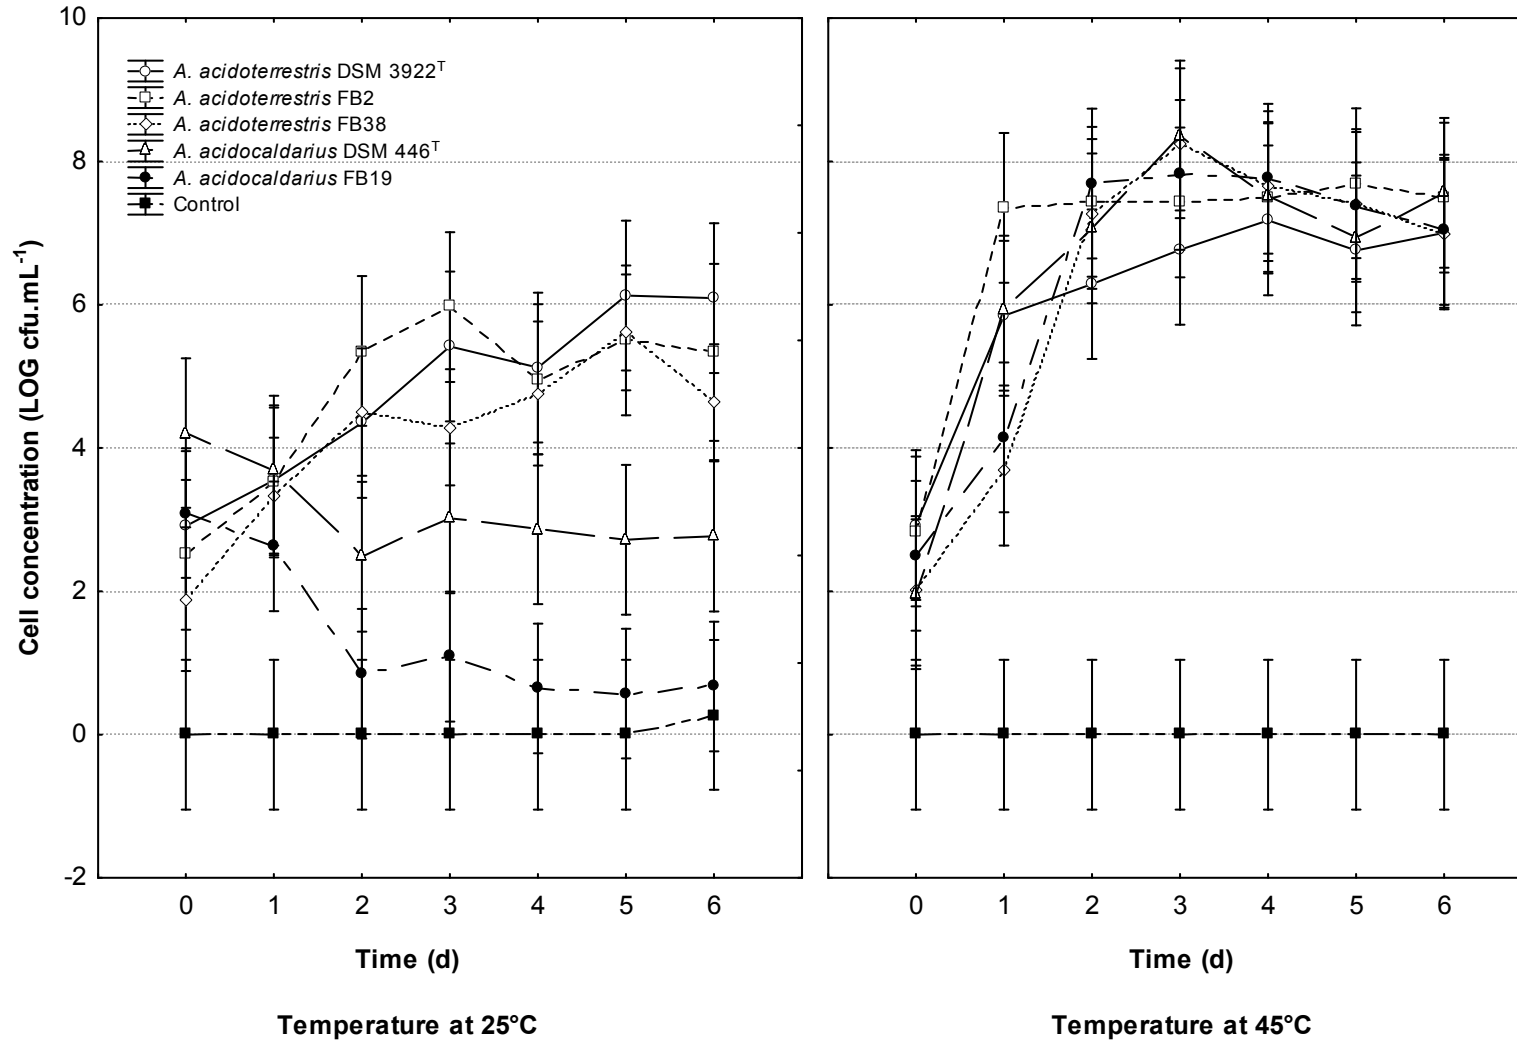 10
8
6
4
2
0
-2
Cell concentration (LOG cfu.mL-1)
A. acidoterrestris DSM 3922T
A. acidoterrestris FB2
A. acidoterrestris FB38
A. acidocaldarius DSM 446T
A. acidocaldarius FB19
Control
0 1 2 3 4 5 6
0 1 2 3 4 5 6
Time (d)
Time (d)
Temperature at 25°C
Temperature at 45°C